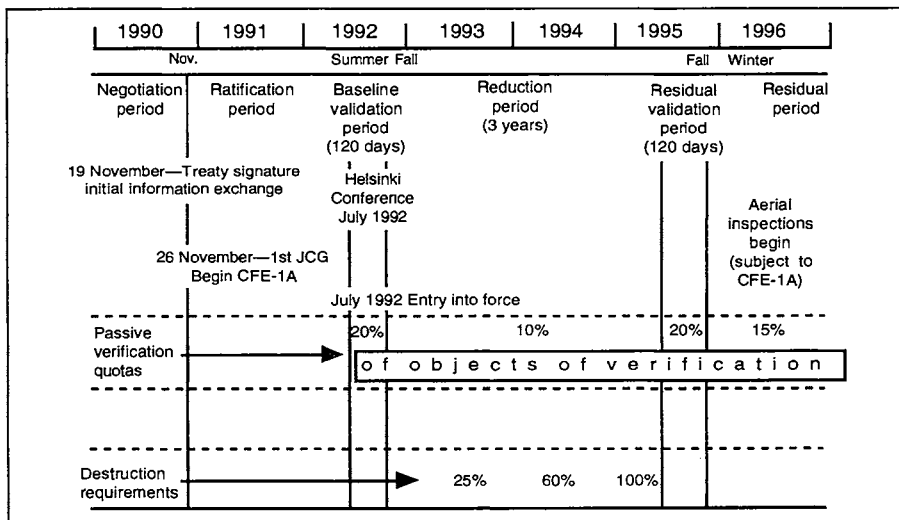 1990 1991 1992 1993 1994 1995 1996
Nov. Summer Fall Fall Winter
Negotiation period
Ratification period
Baseline validation period (120 days)
Reduction period (3 years)
Residual validation period (120 days)
Residual period
19 November—Treaty signature
initial information exchange
Helsinki
Conference
July 1992
Aerial
inspections
begin
(subject to
CFE-1A)
26 November—1st JCG
Begin CFE-1A
July 1992 Entry into force
Passive
verification
quotas
20% 10% 20% 15%
of objects of verification
Destruction
requirements
25% 60% 100%